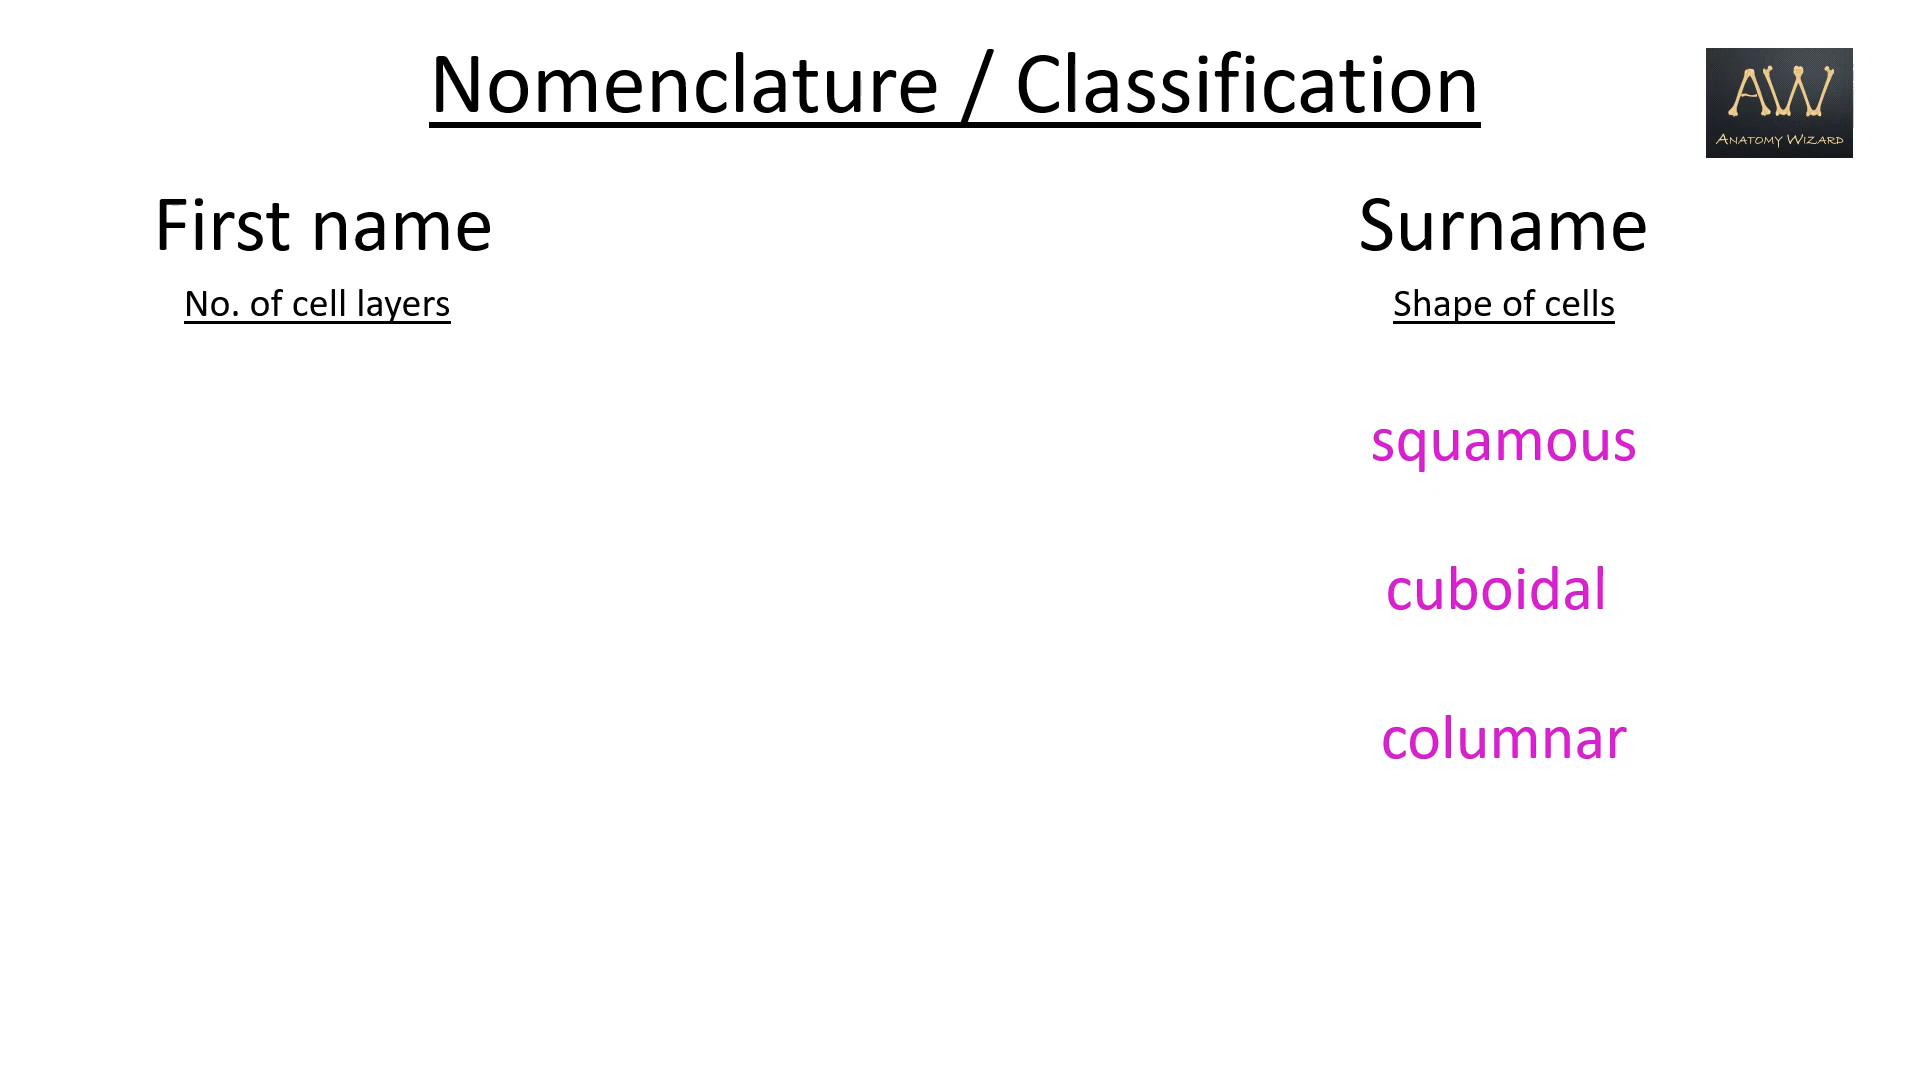 Nomenclature / Classification
AW
Anatomy Wizard
First name
Surname
No. of cell layers
Shape of cells
squamous
cuboidal
columnar